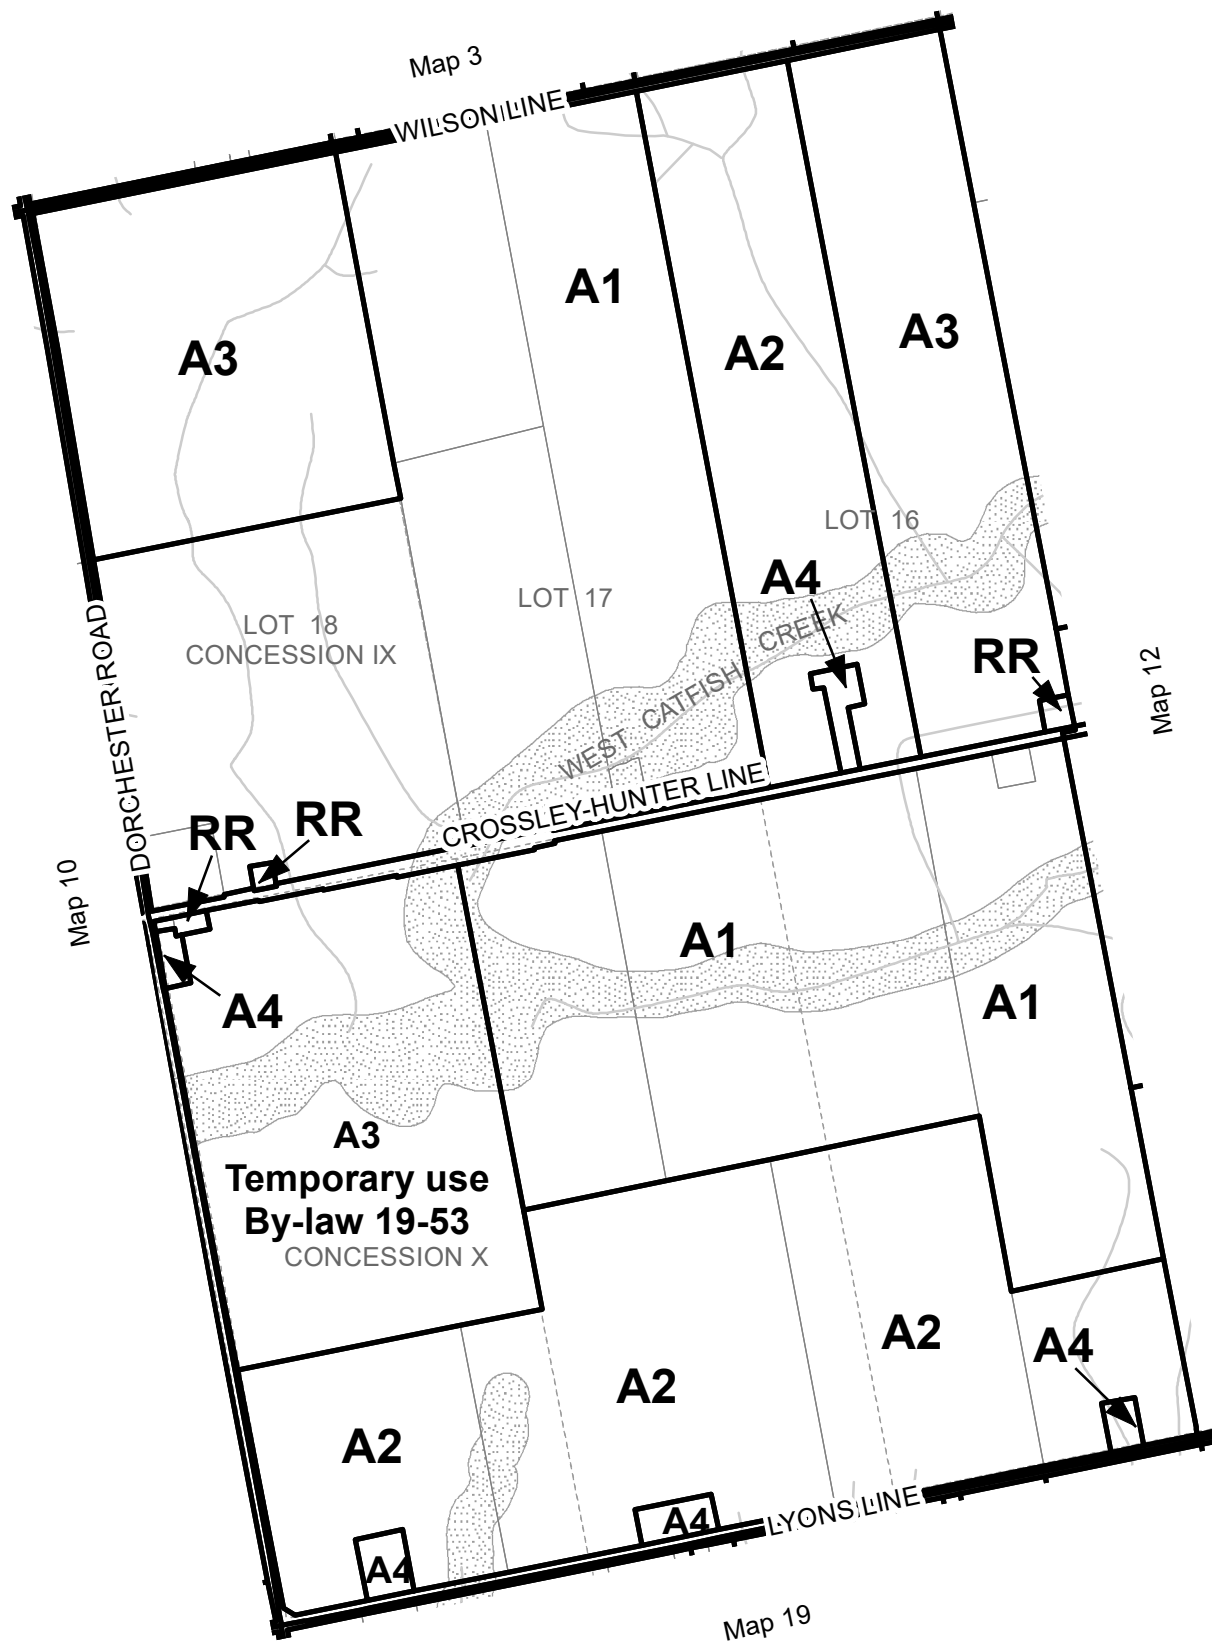 Map 3
WILSON LINE
A1
A3
A2
A3
LOT 16
A4
LOT 17
LOT 18
CONCESSION IX
WEST CATFISH CREEK
RR
Map 12
DORCHESTER ROAD
CROSSLEY-HUNTER LINE
RR
RR
Map 10
A1
A4
A1
A3
Temporary use
By-law 19-53
CONCESSION X
A2
A4
A2
A2
A4
A4
LYONS LINE
Map 19